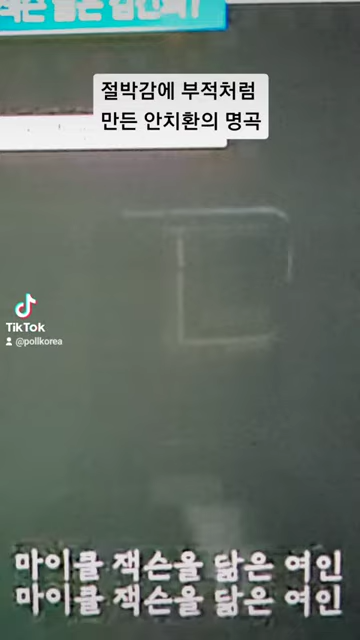 절박감에 부적처럼
만든 안치환의 명곡
TikTok
@pollkorea
마이클 잭슨을 닮은 여인
마이클 잭슨을 닮은 여인